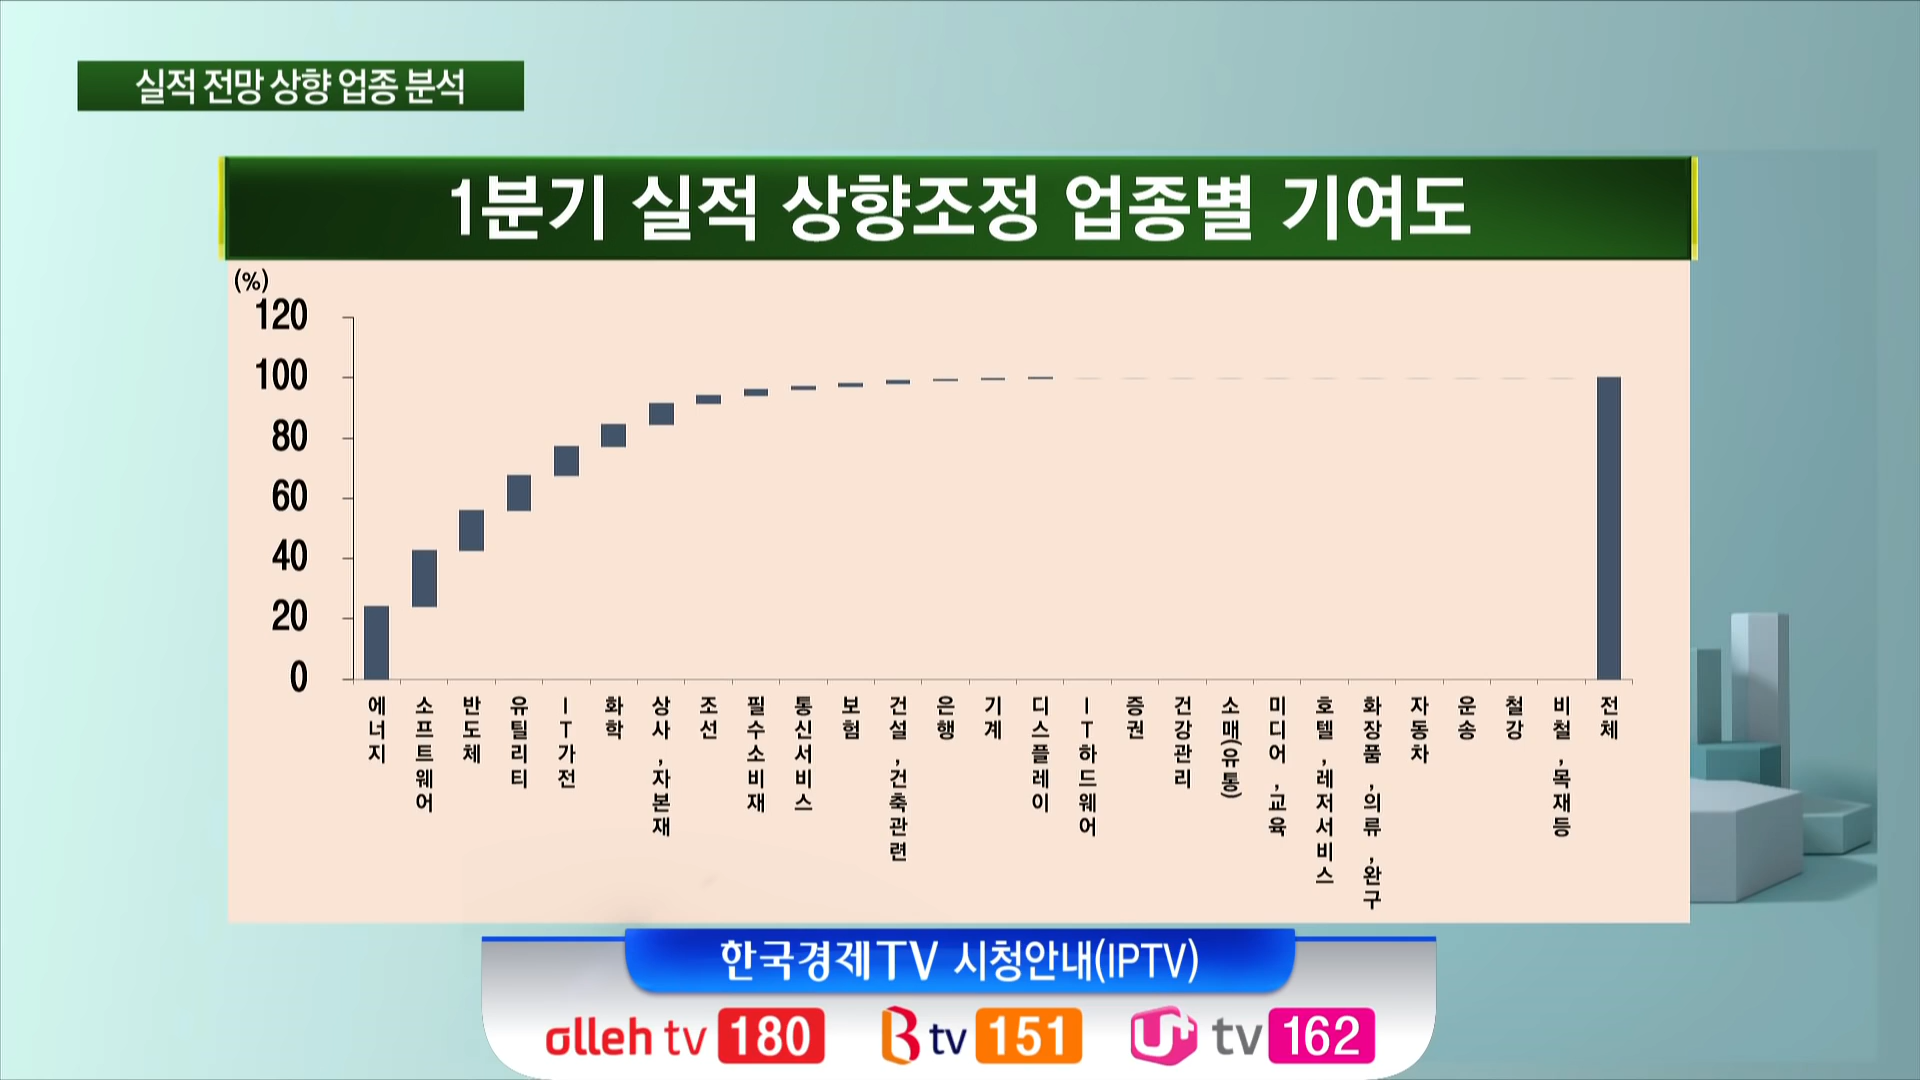 실적 전망 상향 업종 분석
1분기 실적 상향조정 업종별 기여도
(%)
120
100
80
60
40
20
0
에너지
소프트웨어
반도체
유틸리티
IT가전
화학
상사,자본재
조선
필수소비재
통신서비스
보험
건설,건축관련
은행
기계
디스플레이
IT하드웨어
증권
건강관리
소매(유통)
미디어,교육
호텔,레저서비스
화장품,의류,완구
자동차
운송
철강
비철,목재등
전체
한국경제TV 시청안내(IPTV)
olleh tv 180
B tv 151
U+ tv 162